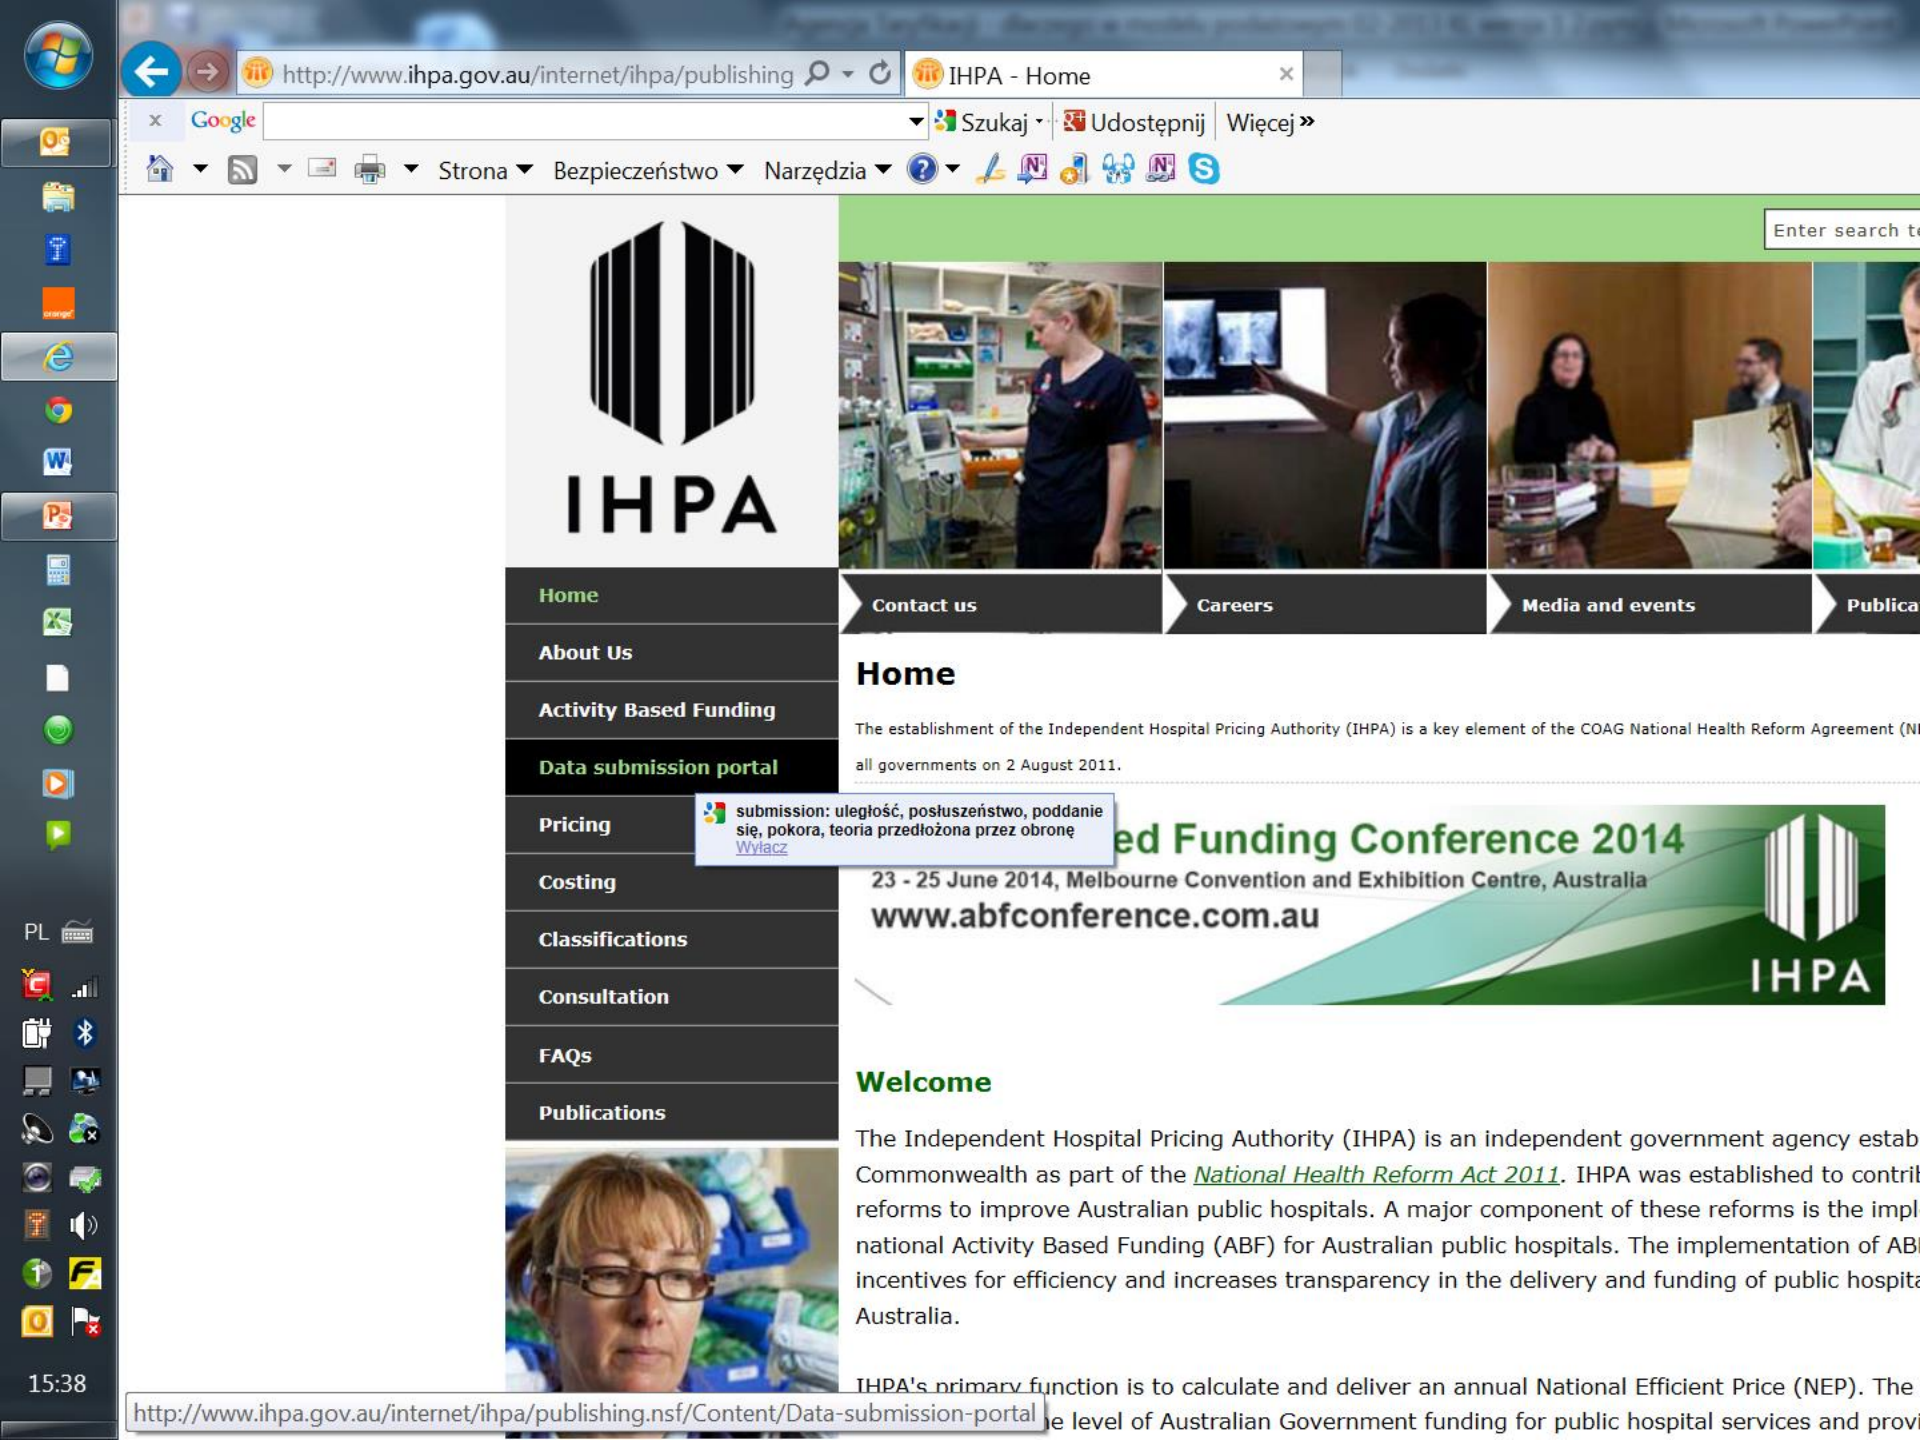 http://www.ihpa.gov.au/internet/ihpa/publishing
IHPA - Home
x Google
Szukaj
Udostępnij
Więcej »
Strona
Bezpieczeństwo
Narzędzia
orange
Enter search
IHPA
Home
About Us
Activity Based Funding
Data submission portal
Pricing
Costing
Classifications
Consultation
FAQs
Publications
Contact us
Careers
Media and events
Publica
Home
The establishment of the Independent Hospital Pricing Authority (IHPA) is a key element of the COAG National Health Reform Agreement
all governments on 2 August 2011.
submission: uległość, posłuszeństwo, poddanie
się, pokora, teoria przedłożona przez obronę
Wyłacz
ed Funding Conference 2014
23 - 25 June 2014, Melbourne Convention and Exhibition Centre, Australia
www.abfconference.com.au
IHPA
Welcome
The Independent Hospital Pricing Authority (IHPA) is an independent government agency estab
Commonwealth as part of the National Health Reform Act 2011. IHPA was established to contri
reforms to improve Australian public hospitals. A major component of these reforms is the impl
national Activity Based Funding (ABF) for Australian public hospitals. The implementation of AB
incentives for efficiency and increases transparency in the delivery and funding of public hospita
Australia.
IHPA's primary function is to calculate and deliver an annual National Efficient Price (NEP). The
e level of Australian Government funding for public hospital services and provi
http://www.ihpa.gov.au/internet/ihpa/publishing.nsf/Content/Data-submission-portal
PL
15:38